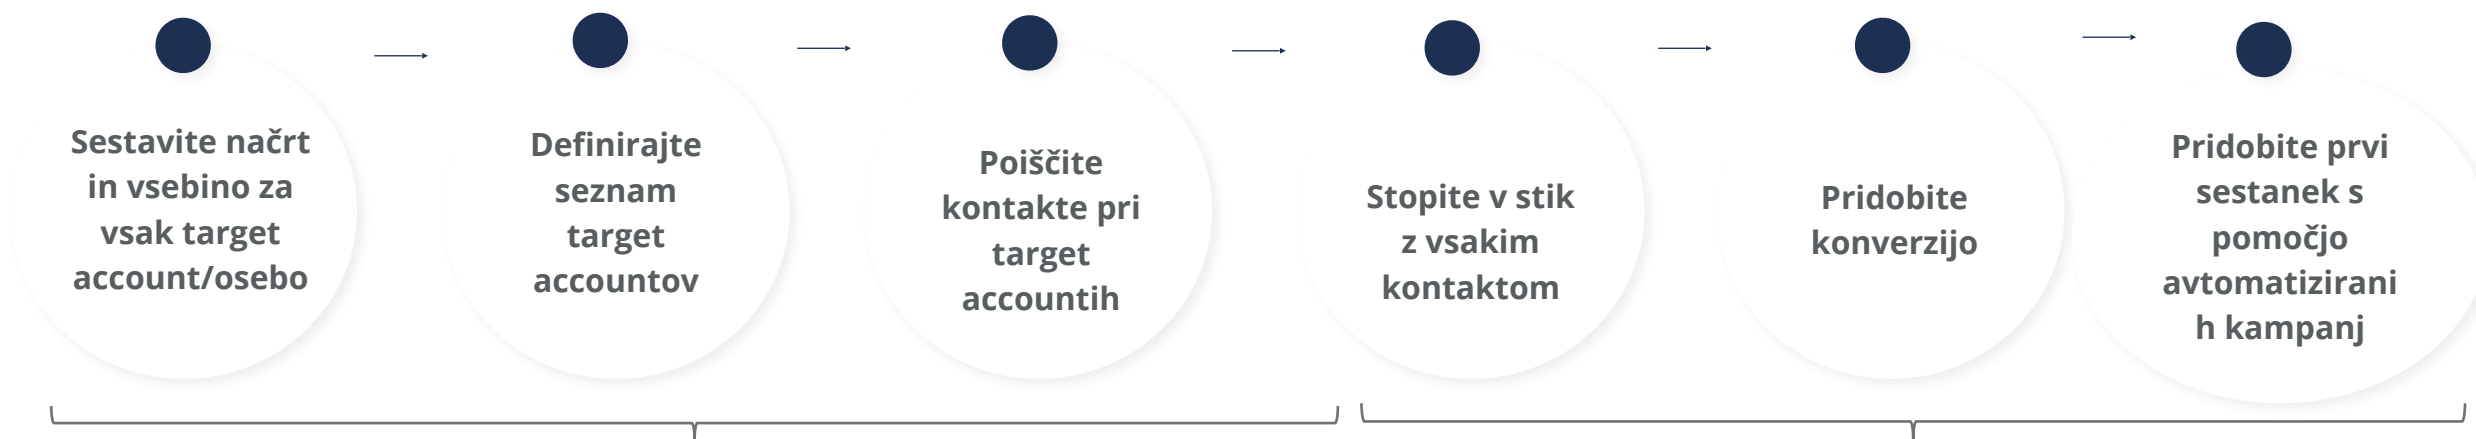 Sestavite načrt
in vsebino za
vsak target
account/osebo
Definirajte
seznam
target
accountov
Poiščite
kontakte pri
target
accountih
Stopite v stik
z vsakim
kontaktom
Pridobite
konverzijo
Pridobite prvi
sestanek s
pomočjo
avtomatizirani
h kampanj